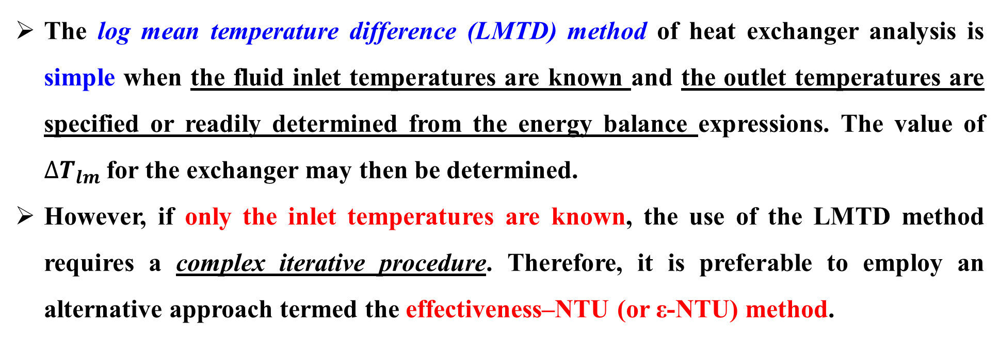 ➢ The log mean temperature difference (LMTD) method of heat exchanger analysis is
simple when the fluid inlet temperatures are known and the outlet temperatures are
specified or readily determined from the energy balance expressions. The value of
ΔT_lm for the exchanger may then be determined.
➢ However, if only the inlet temperatures are known, the use of the LMTD method
requires a complex iterative procedure. Therefore, it is preferable to employ an
alternative approach termed the effectiveness–NTU (or ε-NTU) method.